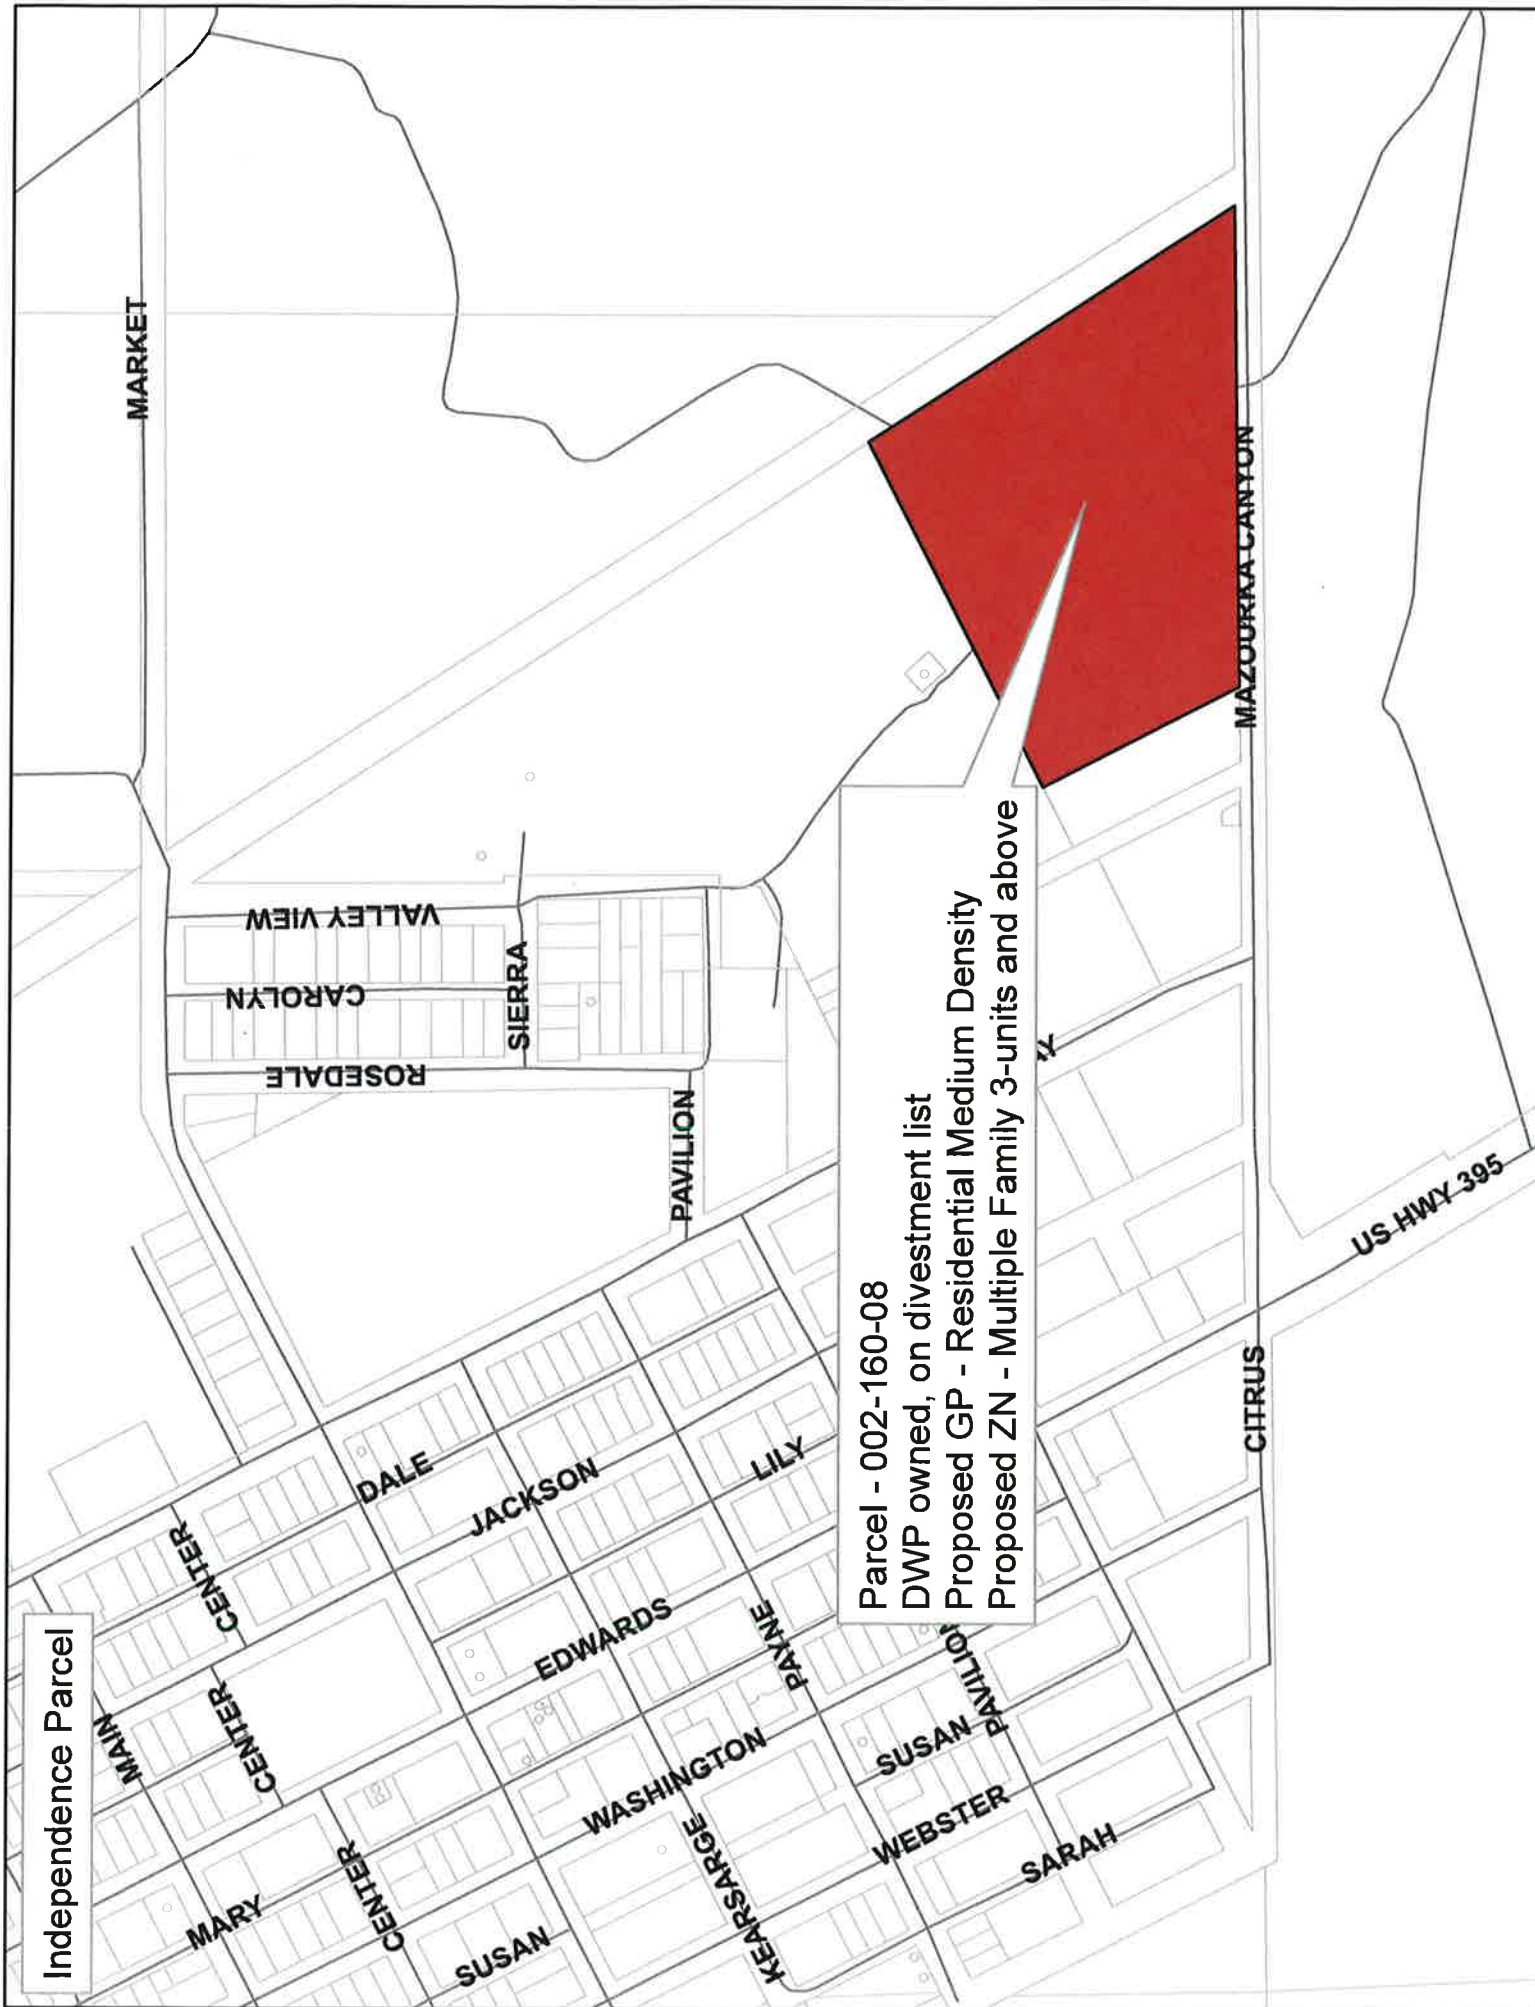 Independence Parcel
MARKET
VALLEY VIEW
CAROLYN
ROSEDALE
SIERRA
PAVILION
MAIN
CENTER
CENTER
CENTER
MARY
SUSAN
DALE
JACKSON
LILY
EDWARDS
WASHINGTON
KEARSARGE
PAYNE
SUSAN
PAVILION
WEBSTER
SARAH
CITRUS
US HWY 395
MAZOURKA CANYON
Parcel - 002-160-08
DWP owned, on divestment list
Proposed GP - Residential Medium Density
Proposed ZN - Multiple Family 3-units and above